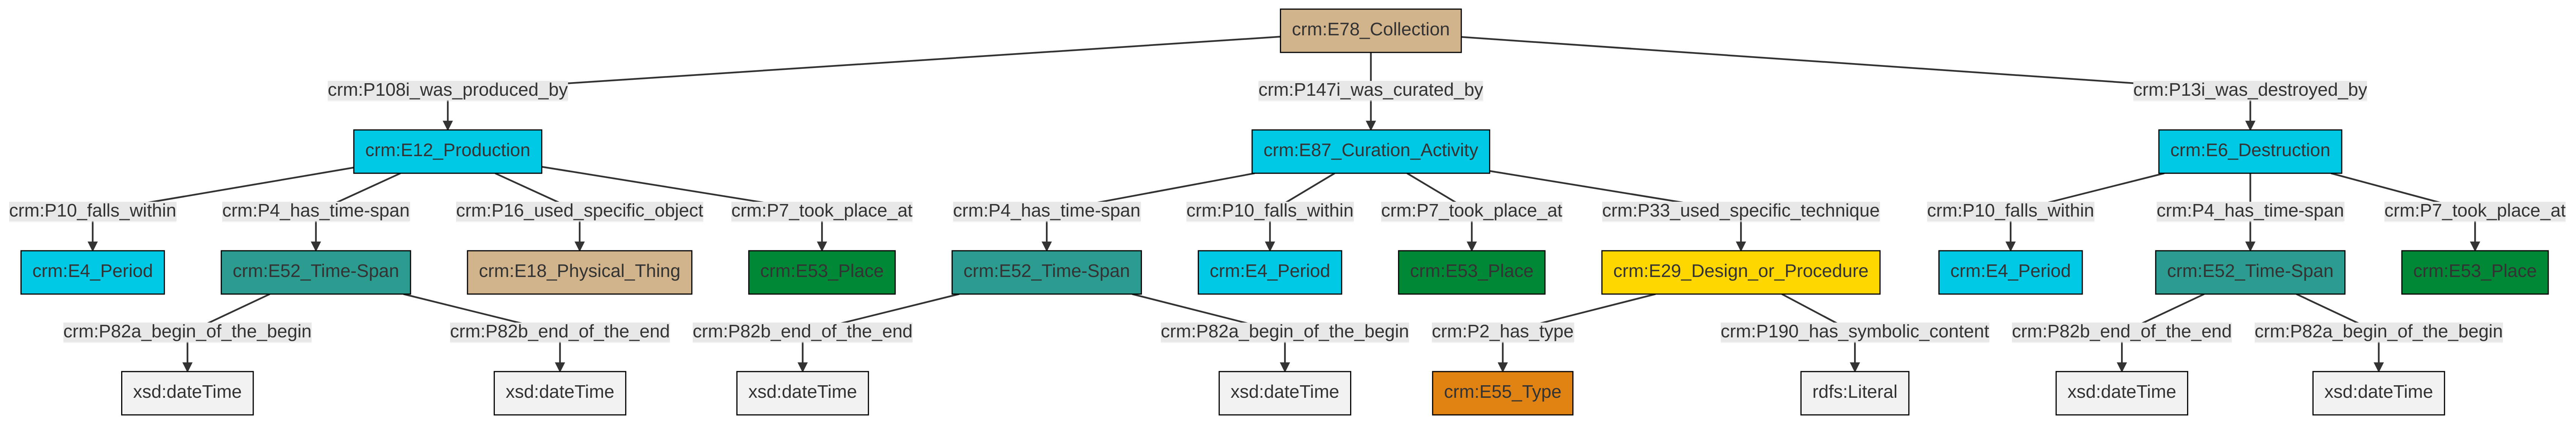 crm:E78_Collection
crm:P108i_was_produced_by
crm:P147i_was_curated_by
crm:P13i_was_destroyed_by
crm:E12_Production
crm:E87_Curation_Activity
crm:E6_Destruction
crm:P10_falls_within
crm:P4_has_time-span
crm:P16_used_specific_object
crm:P7_took_place_at
crm:P4_has_time-span
crm:P10_falls_within
crm:P7_took_place_at
crm:P33_used_specific_technique
crm:P10_falls_within
crm:P4_has_time-span
crm:P7_took_place_at
crm:E4_Period
crm:E52_Time-Span
crm:E18_Physical_Thing
crm:E53_Place
crm:E52_Time-Span
crm:E4_Period
crm:E53_Place
crm:E29_Design_or_Procedure
crm:E4_Period
crm:E52_Time-Span
crm:E53_Place
crm:P82a_begin_of_the_begin
crm:P82b_end_of_the_end
crm:P82b_end_of_the_end
crm:P82a_begin_of_the_begin
crm:P2_has_type
crm:P190_has_symbolic_content
crm:P82b_end_of_the_end
crm:P82a_begin_of_the_begin
xsd:dateTime
xsd:dateTime
xsd:dateTime
xsd:dateTime
crm:E55_Type
rdfs:Literal
xsd:dateTime
xsd:dateTime